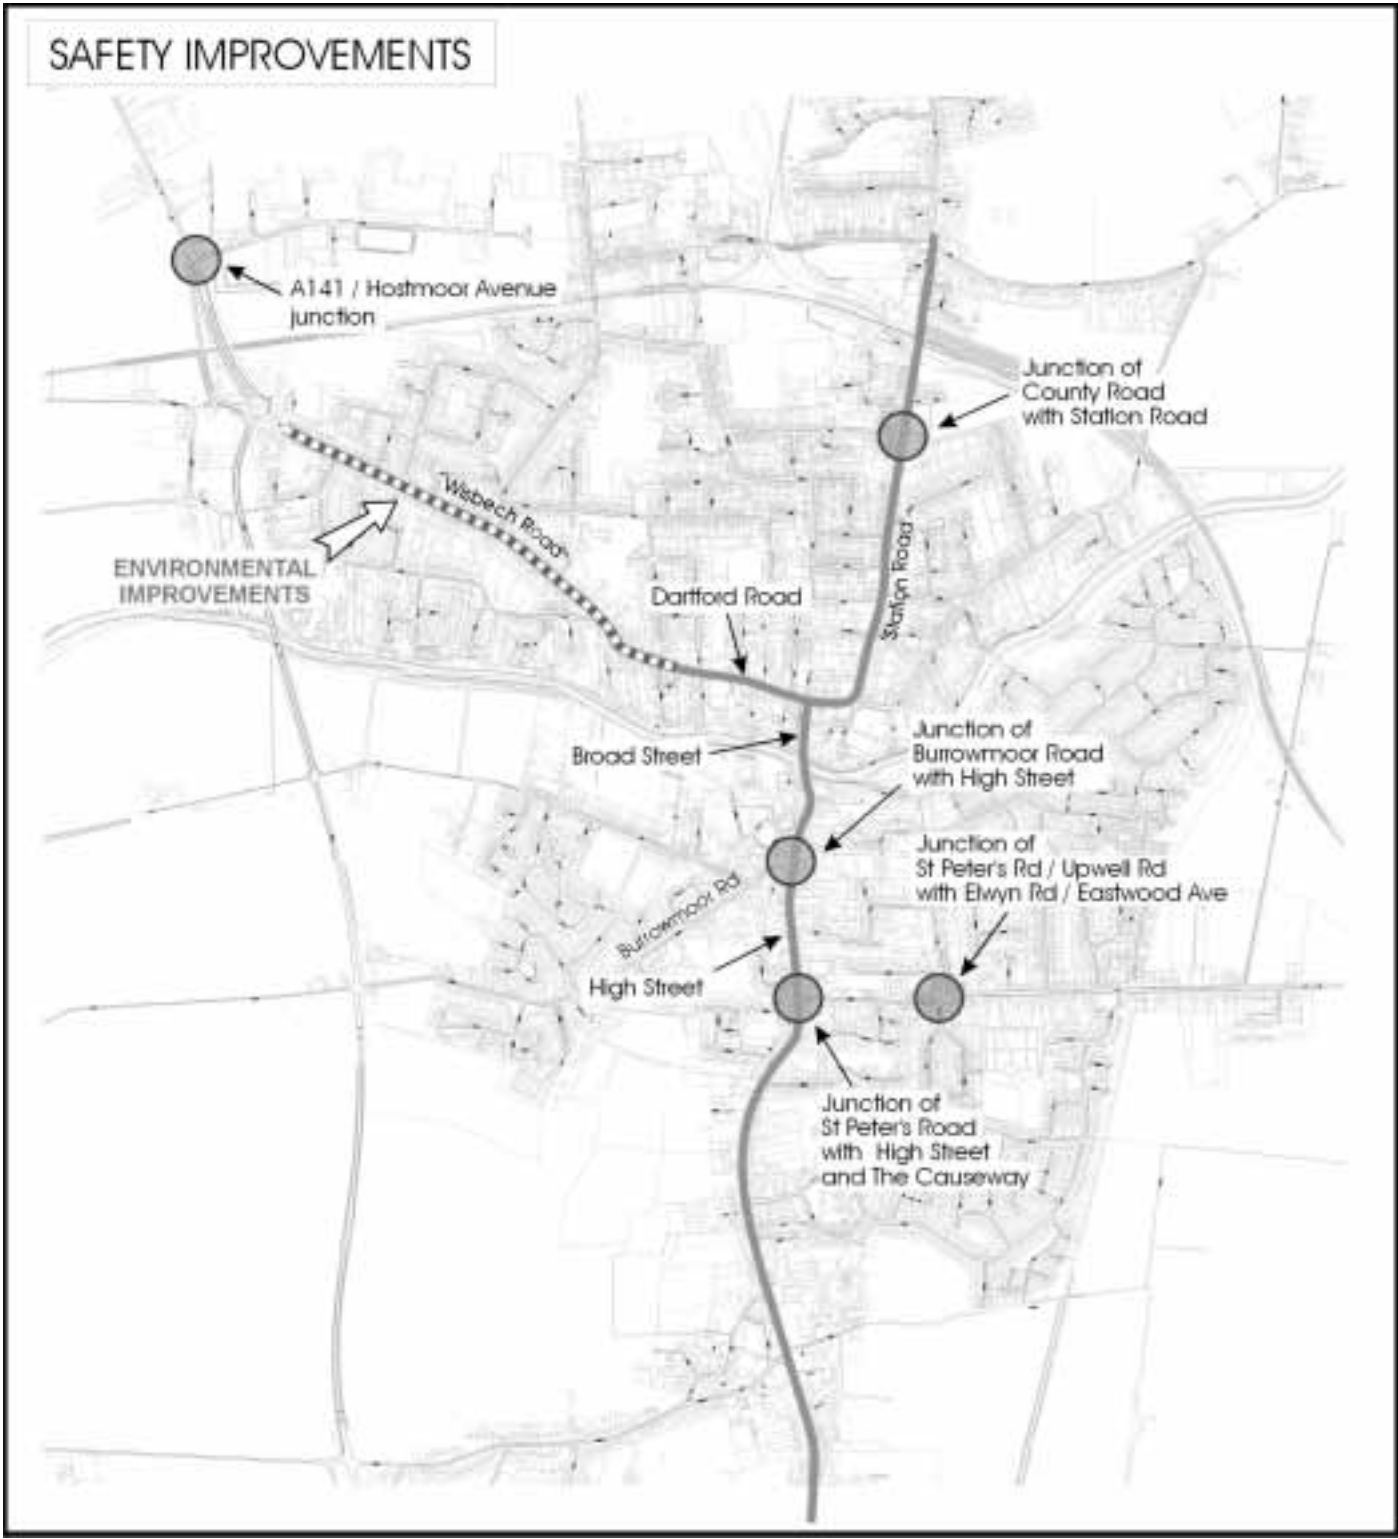 SAFETY IMPROVEMENTS
A141 / Hostmoor Avenue
junction
Junction of
County Road
with Station Road
Wisbech Road
ENVIRONMENTAL
IMPROVEMENTS
Station Road
Dartford Road
Broad Street
Junction of
Burrowmoor Road
with High Street
Junction of
St Peter's Rd / Upwell Rd
with Elwyn Rd / Eastwood Ave
Burrowmoor Rd
High Street
Junction of
St Peter's Road
with High Street
and The Causeway